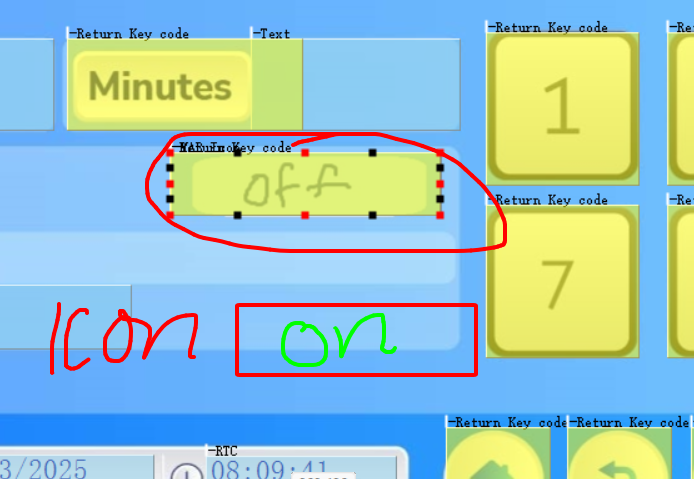 Return Key code
Text
Return Key code
Re
Minutes
1
Return Key code
off
Return Key code
Re
7
Icon
on
Return Key code
Return Key code
RTC
3/2025
08:09:41